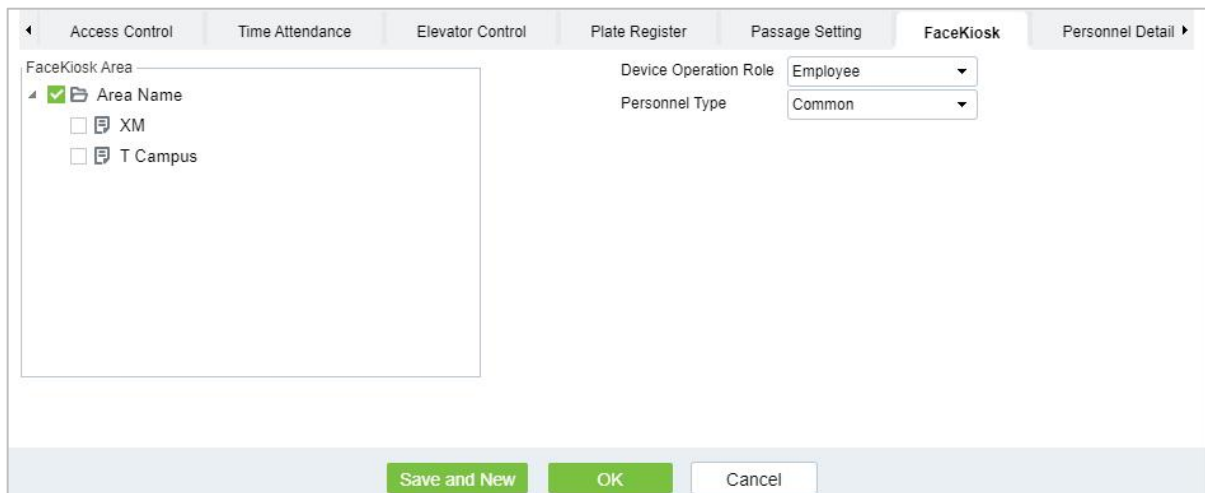 Access Control Time Attendance Elevator Control Plate Register Passage Setting FaceKiosk Personnel Detail
FaceKiosk Area
Area Name
XM
T Campus
Device Operation Role Employee
Personnel Type Common
Save and New OK Cancel